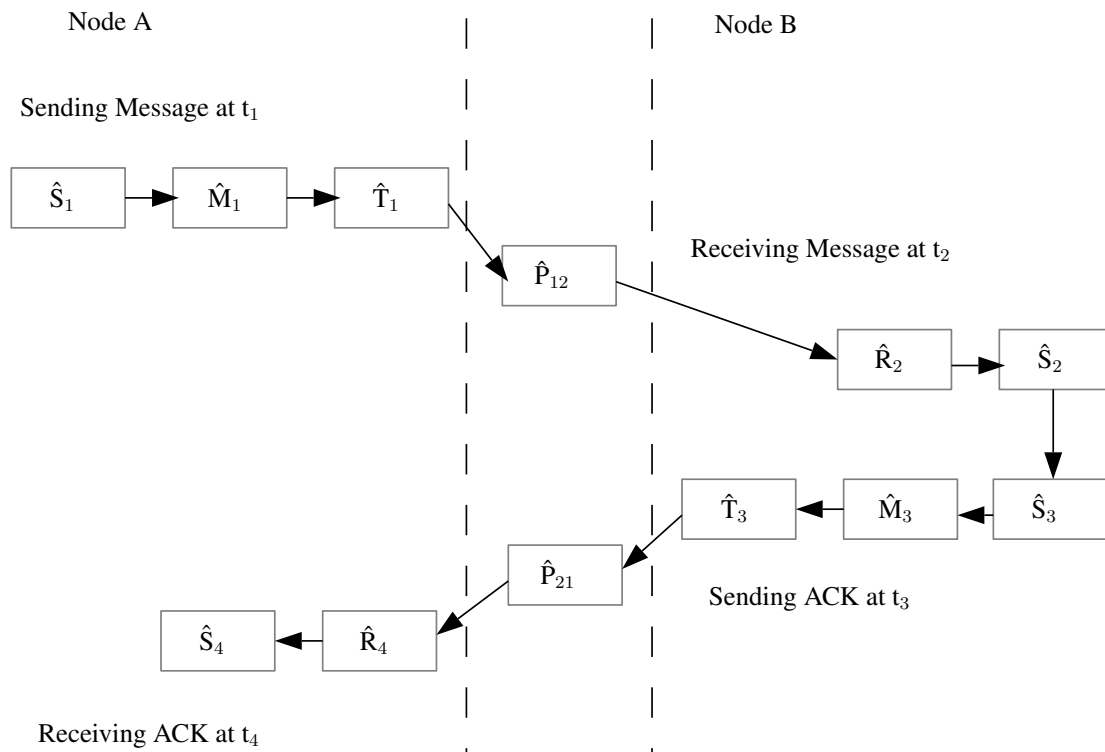 Node A
Node B
Sending Message at t₁
Ŝ₁
M̂₁
T̂₁
P̂₁₂
Receiving Message at t₂
R̂₂
Ŝ₂
T̂₃
M̂₃
Ŝ₃
P̂₂₁
Sending ACK at t₃
Ŝ₄
R̂₄
Receiving ACK at t₄